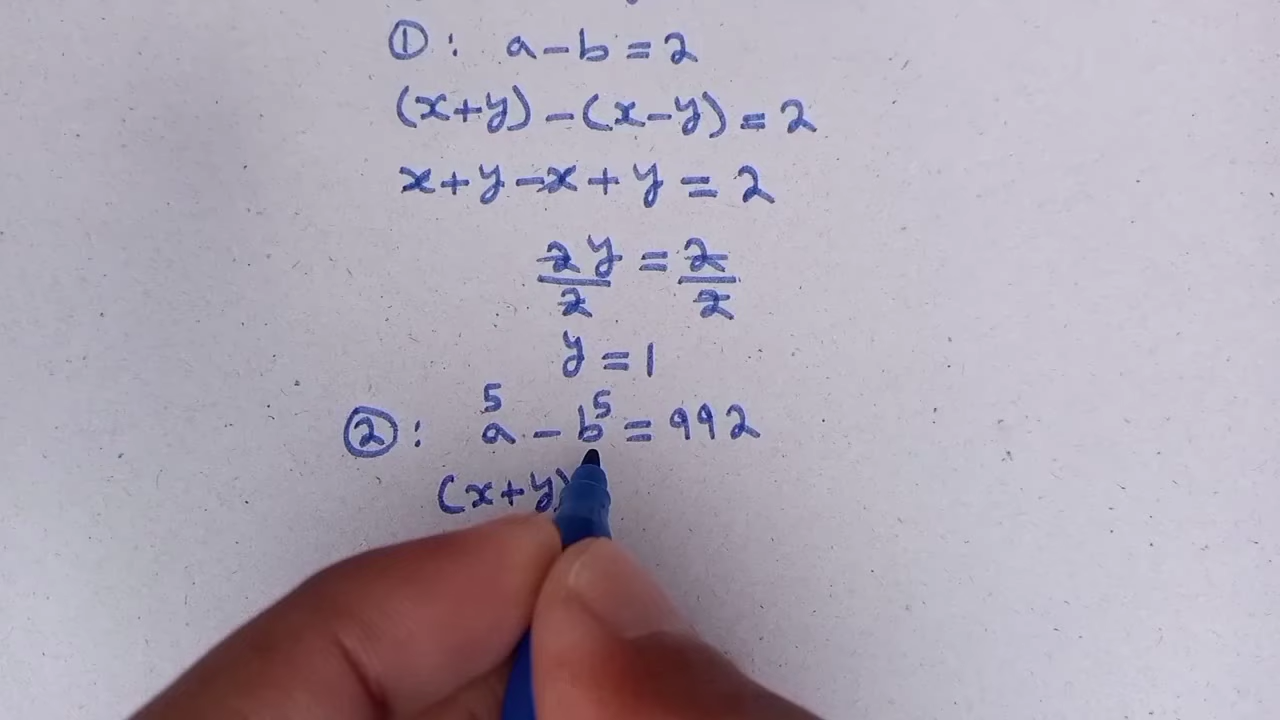 ①: a-b=2
(x+y)-(x-y)=2
x+y-x+y=2
2y/2=2/2
y=1
②: a⁵-b⁵=992
(x+y)